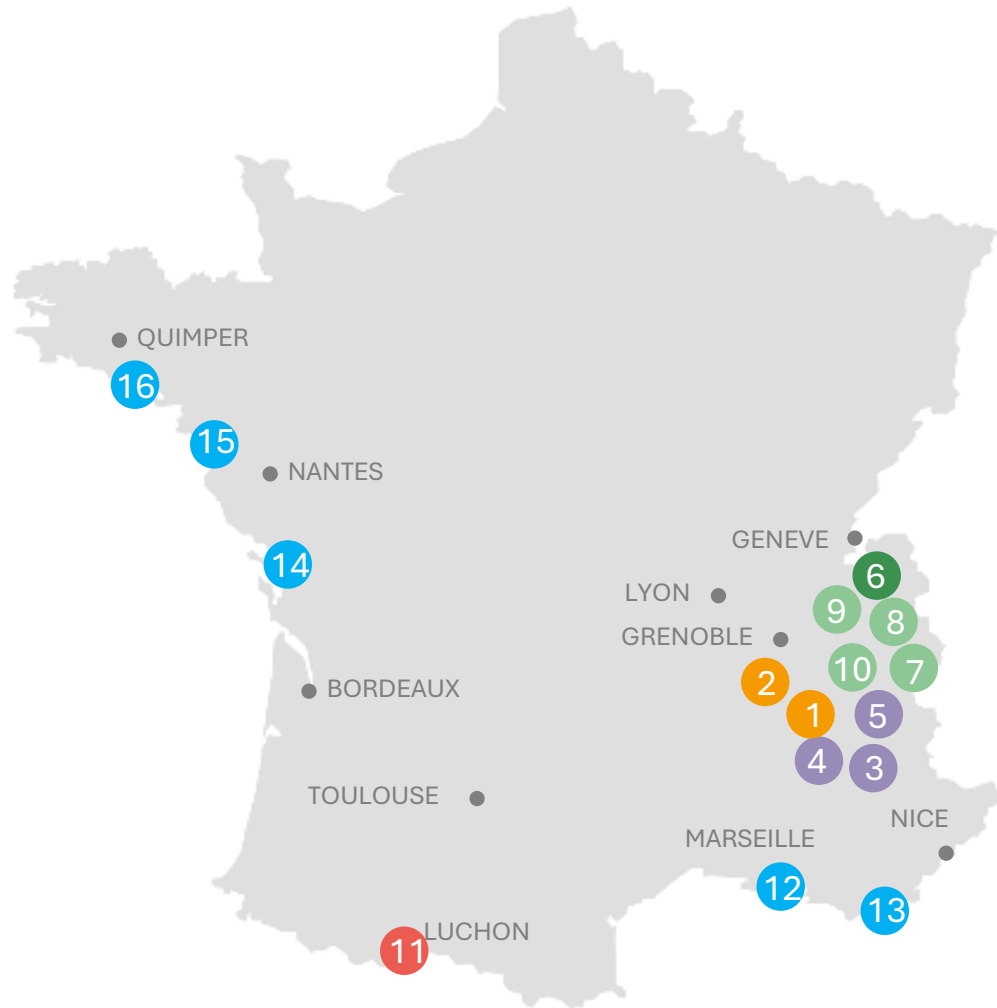 QUIMPER
16
15
NANTES
GENEVE
14
6
LYON
9
8
GRENOBLE
10
7
2
BORDEAUX
1
5
4
3
TOULOUSE
NICE
MARSEILLE
12
13
LUCHON
11